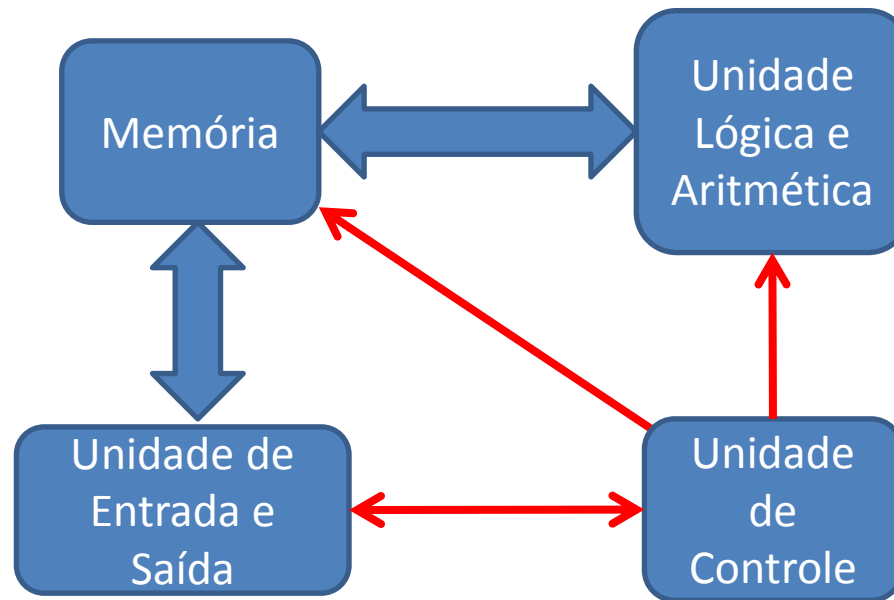 Memória
Unidade
Lógica e
Aritmética
Unidade de
Entrada e
Saída
Unidade
de
Controle